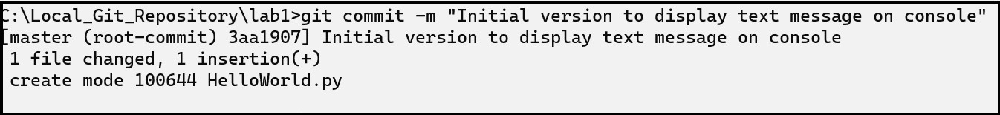 C:\Local_Git_Repository\lab1>git commit -m "Initial version to display text message on console"
[master (root-commit) 3aa1907] Initial version to display text message on console
 1 file changed, 1 insertion(+)
 create mode 100644 HelloWorld.py